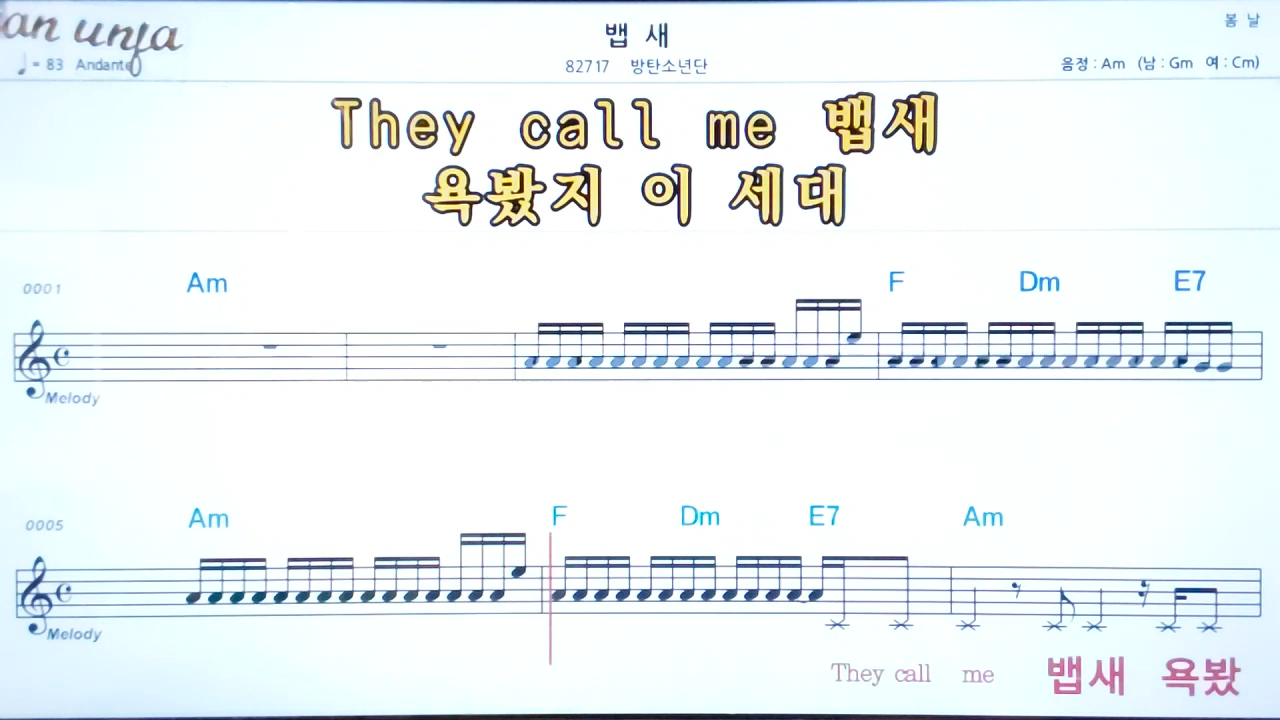 an unja
뱁 새
봄 날
♩= 83 Andante
82717 방탄소년단
음정 : Am (남 : Gm 여 : Cm)
They call me 뱁새
욕봤지 이 세대
0001 Am F Dm E7
Melody
0005 Am F Dm E7 Am
Melody
They call me 뱁새 욕봤